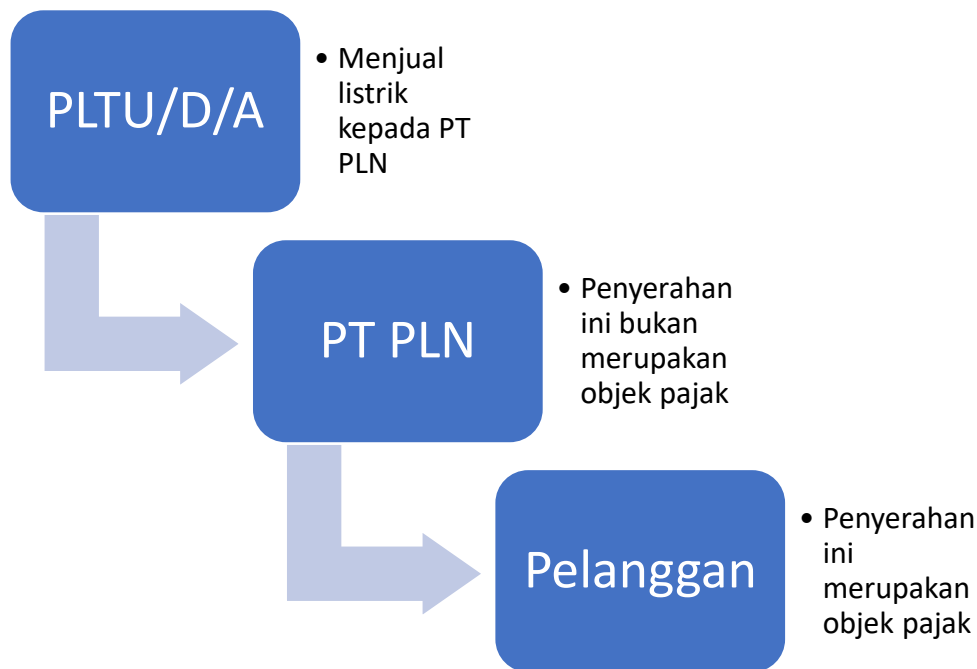 PLTU/D/A
• Menjual
listrik
kepada PT
PLN
PT PLN
• Penyerahan
ini bukan
merupakan
objek pajak
Pelanggan
• Penyerahan
ini
merupakan
objek pajak